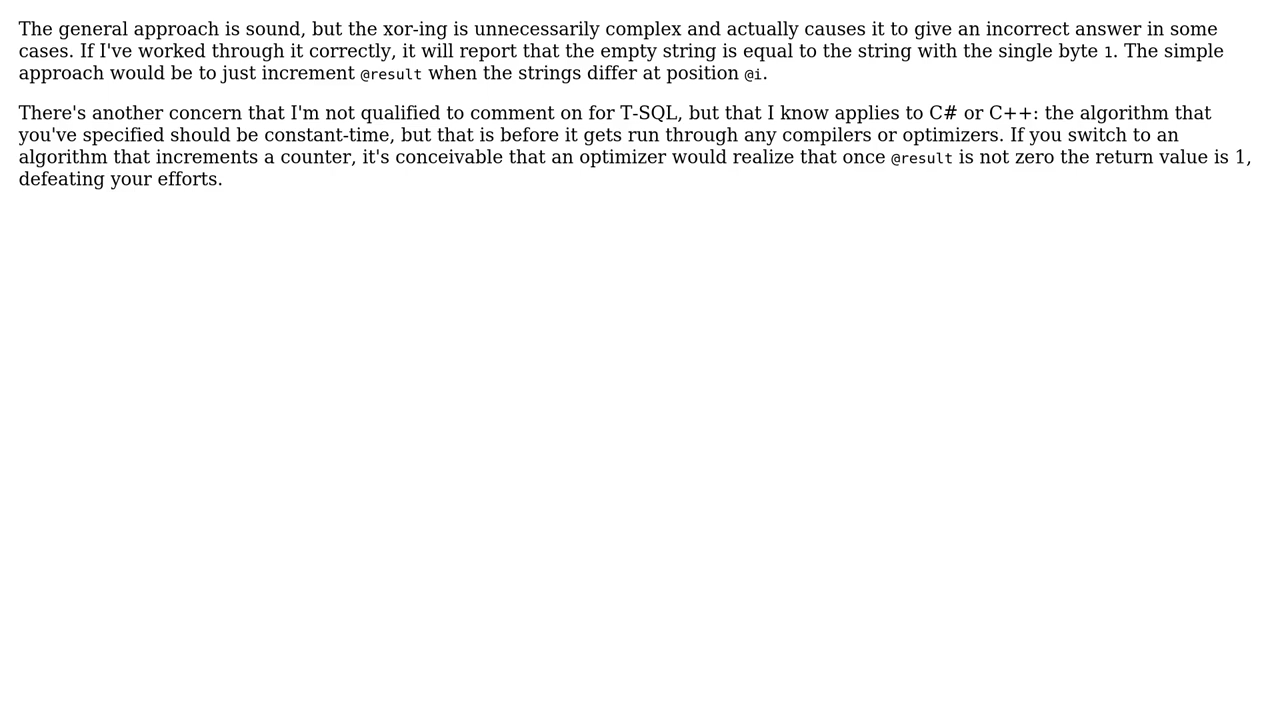 The general approach is sound, but the xor-ing is unnecessarily complex and actually causes it to give an incorrect answer in some
cases. If I've worked through it correctly, it will report that the empty string is equal to the string with the single byte 1. The simple
approach would be to just increment @result when the strings differ at position @i.
There's another concern that I'm not qualified to comment on for T-SQL, but that I know applies to C# or C++: the algorithm that
you've specified should be constant-time, but that is before it gets run through any compilers or optimizers. If you switch to an
algorithm that increments a counter, it's conceivable that an optimizer would realize that once @result is not zero the return value is 1,
defeating your efforts.